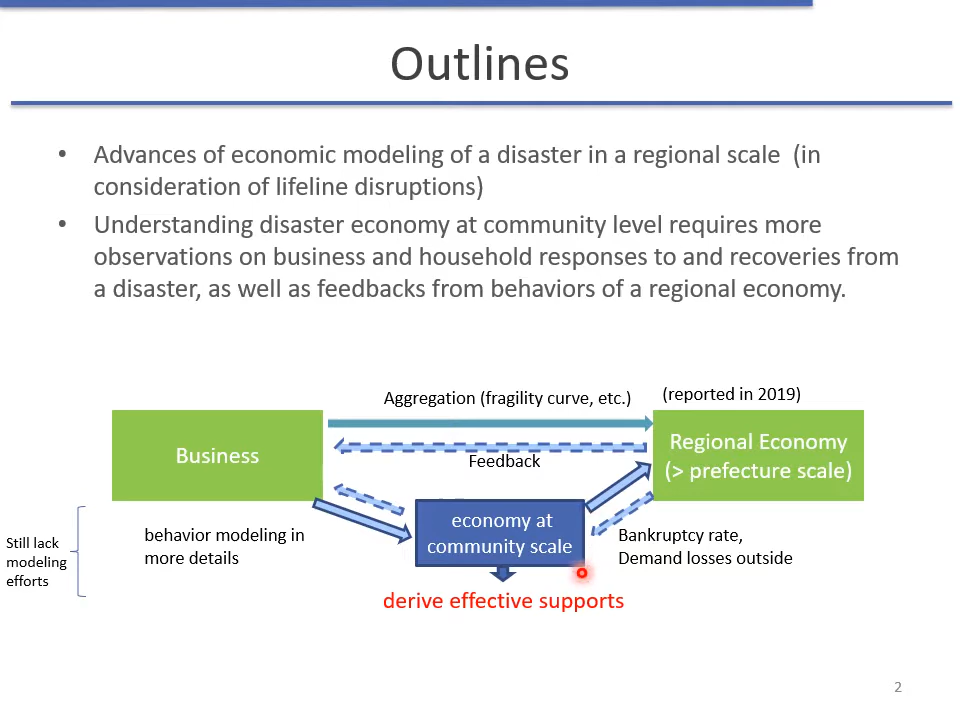 Outlines
• Advances of economic modeling of a disaster in a regional scale (in
consideration of lifeline disruptions)
• Understanding disaster economy at community level requires more
observations on business and household responses to and recoveries from
a disaster, as well as feedbacks from behaviors of a regional economy.
Aggregation (fragility curve, etc.)
(reported in 2019)
Business
Feedback
Regional Economy
(> prefecture scale)
Still lack
modeling
efforts
behavior modeling in
more details
economy at
community scale
Bankruptcy rate,
Demand losses outside
derive effective supports
2